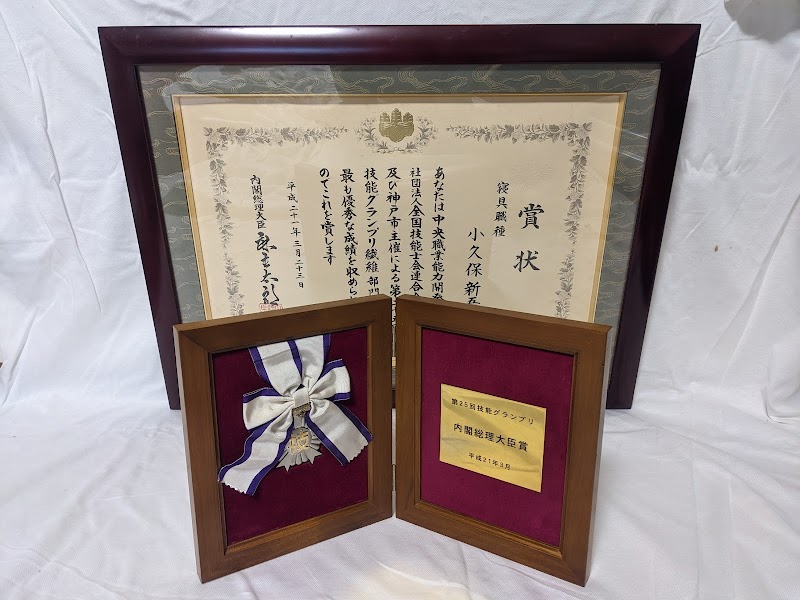 賞状
寝具職種
小久保新
あなたは中央職業能力開発
社団法人全国技能士会連合
及び神戸市主催による第
技能グランプリ繊維部門
最も優秀な成績を収めら
のでこれを賞します
平成二十一年三月二十三日
内閣総理大臣
第25回技能グランプリ
内閣総理大臣賞
平成21年3月